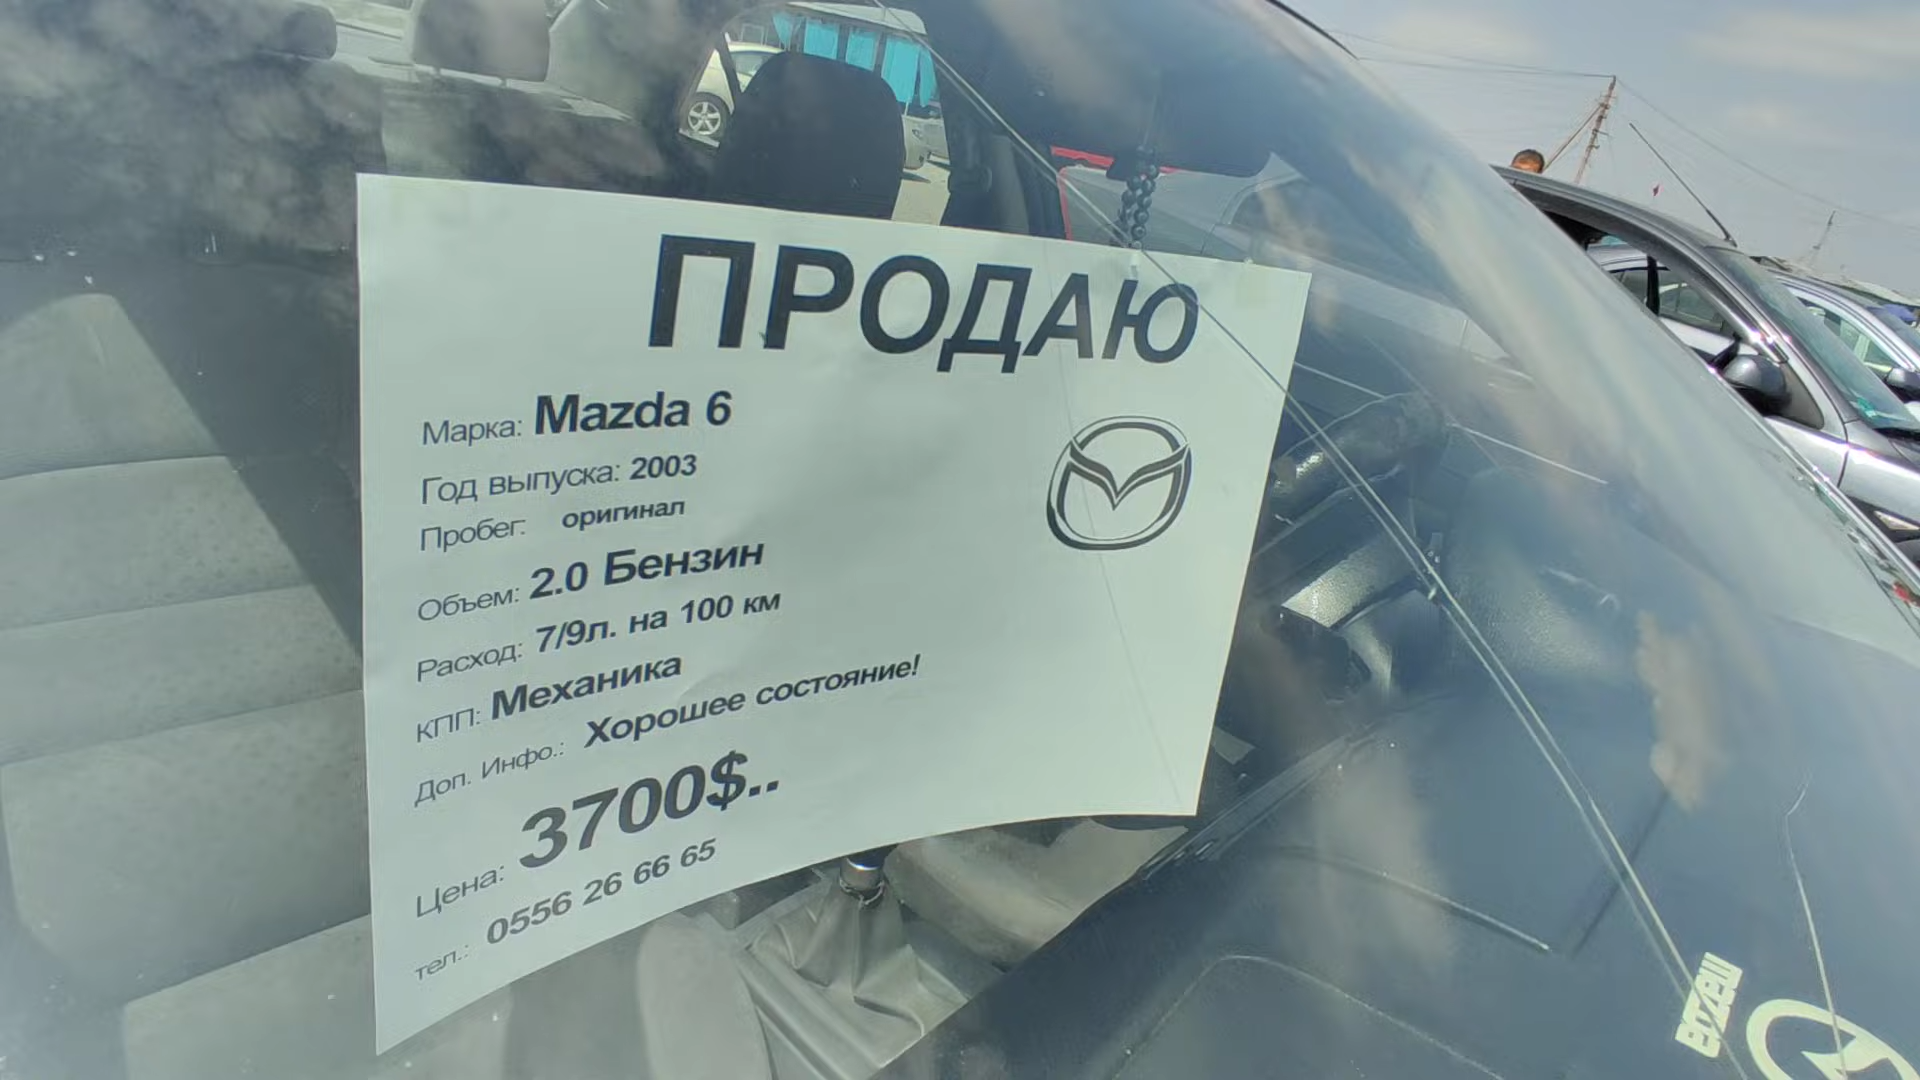 ПРОДАЮ
Марка: Mazda 6
Год выпуска: 2003
Пробег: оригинал
Объем: 2.0 Бензин
Расход: 7/9л. на 100 км
КПП: Механика
Доп. Инфо.: Хорошее состояние!
Цена: 3700$..
тел.: 0556 26 66 65